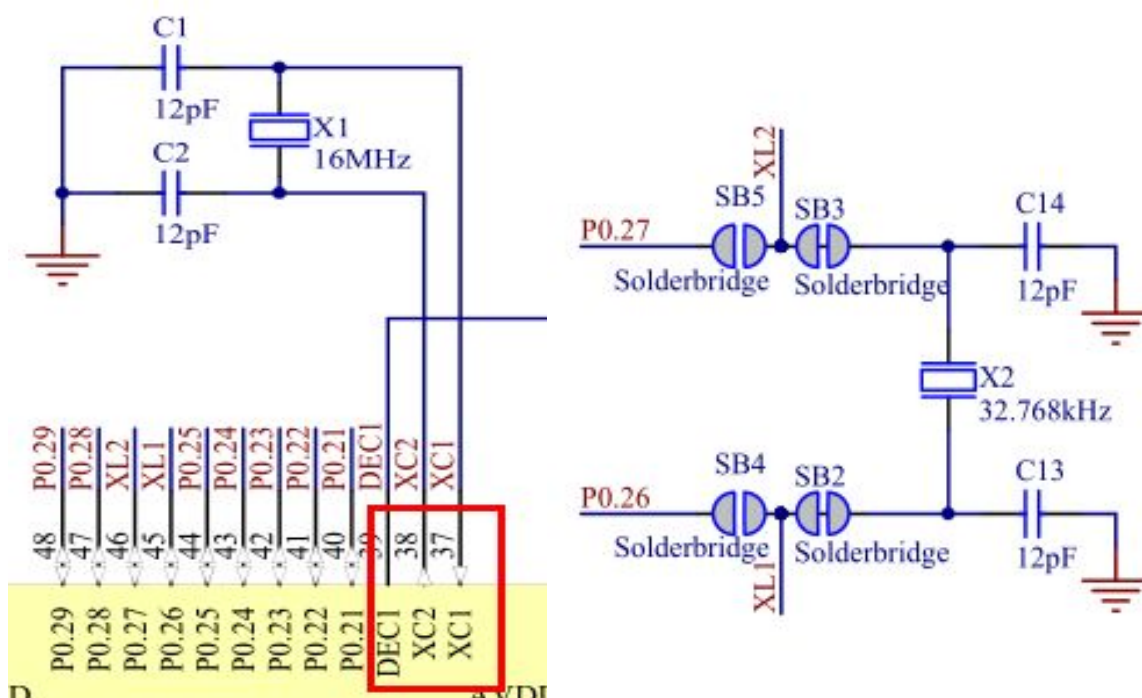 C1
12pF
X1
16MHz
C2
12pF
P0.29
P0.28
XL2
XL1
P0.25
P0.24
P0.23
P0.22
P0.21
DEC1
XC2
XC1
48
47
46
45
44
43
42
41
40
39
38
37
P0.29
P0.28
P0.27
P0.26
P0.25
P0.24
P0.23
P0.22
P0.21
DEC1
XC2
XC1
XL2
SB5
SB3
C14
P0.27
Solderbridge
Solderbridge
12pF
X2
32.768kHz
SB4
SB2
C13
P0.26
Solderbridge
Solderbridge
12pF
XL1